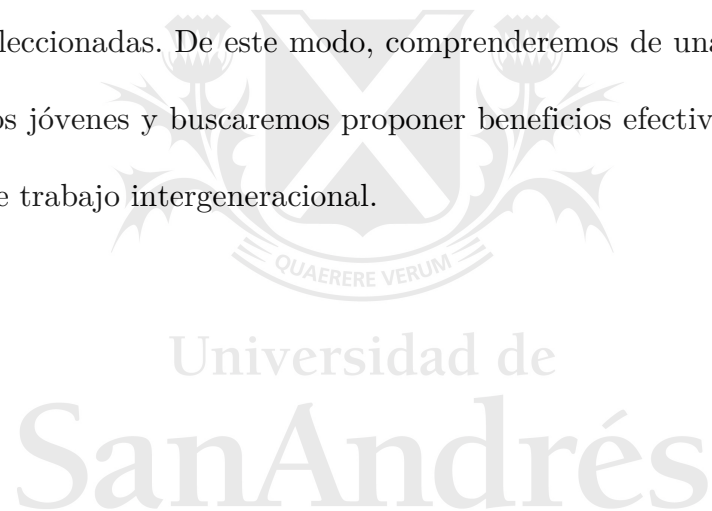 leccionadas. De este modo, comprenderemos de una
os jóvenes y buscaremos proponer beneficios efectiv
e trabajo intergeneracional.
QUAERERE VERUM
Universidad de
SanAndrés